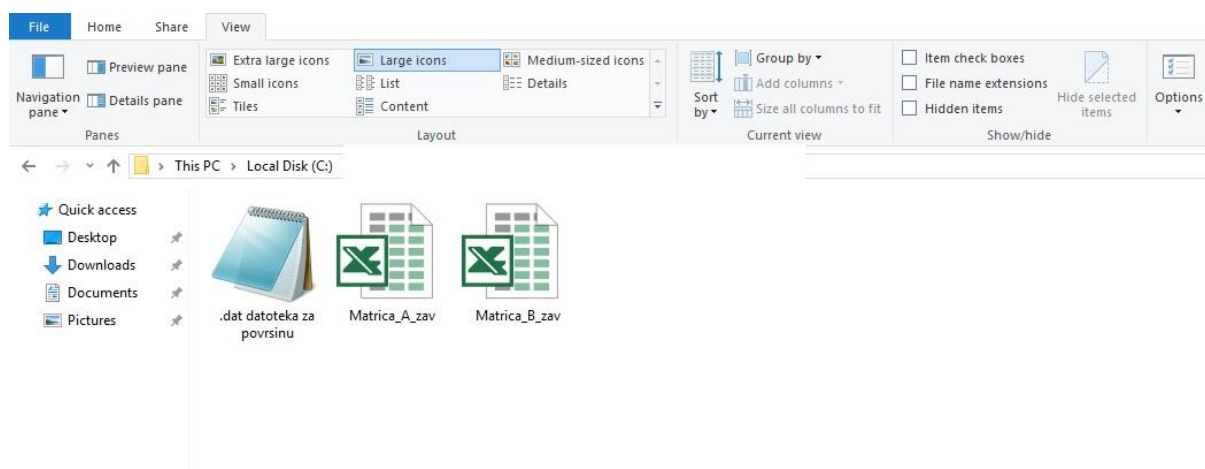 File Home Share View
Navigation pane
Preview pane
Details pane
Panes
Extra large icons Large icons Medium-sized icons
Small icons List Details
Tiles Content
Layout
Sort by
Group by
Add columns
Size all columns to fit
Current view
Item check boxes
File name extensions
Hidden items
Hide selected items
Show/hide
Options
This PC > Local Disk (C:)
Quick access
Desktop
Downloads
Documents
Pictures
.dat datoteka za
povrsinu
Matrica_A_zav
Matrica_B_zav